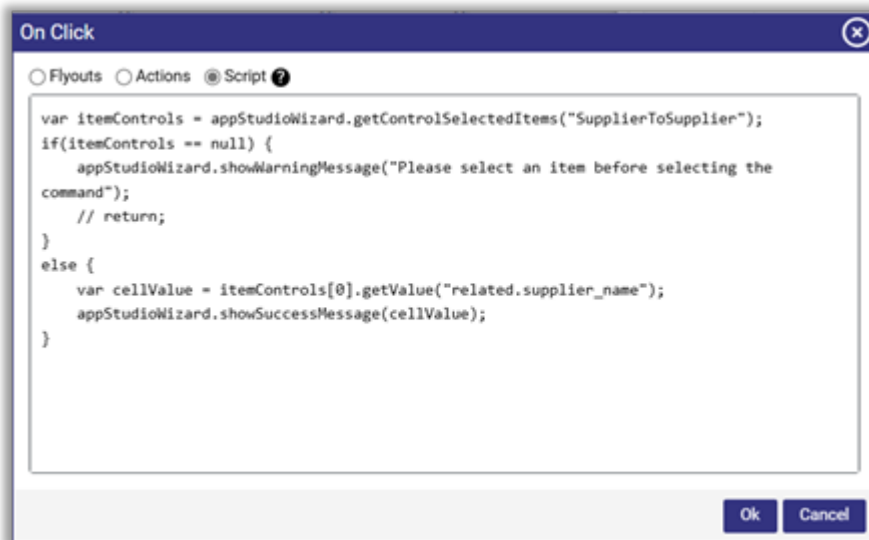 On Click
Flyouts Actions Script ?
var itemControls = appStudioWizard.getControlSelectedItems("SupplierToSupplier");
if(itemControls == null) {
    appStudioWizard.showWarningMessage("Please select an item before selecting the
command");
    // return;
}
else {
    var cellValue = itemControls[0].getValue("related.supplier_name");
    appStudioWizard.showSuccessMessage(cellValue);
}
Ok Cancel